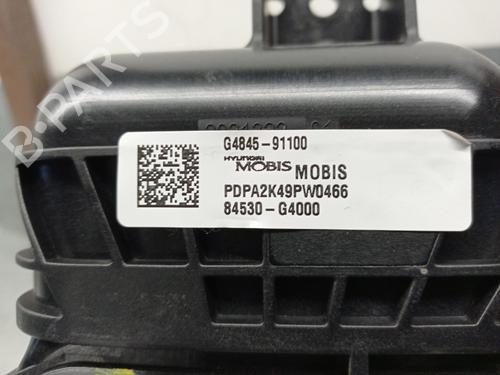 G4845-91100
HYUNDAI
MOBIS MOBIS
PDPA2K49PW0466
84530-G4000
B-PARTS